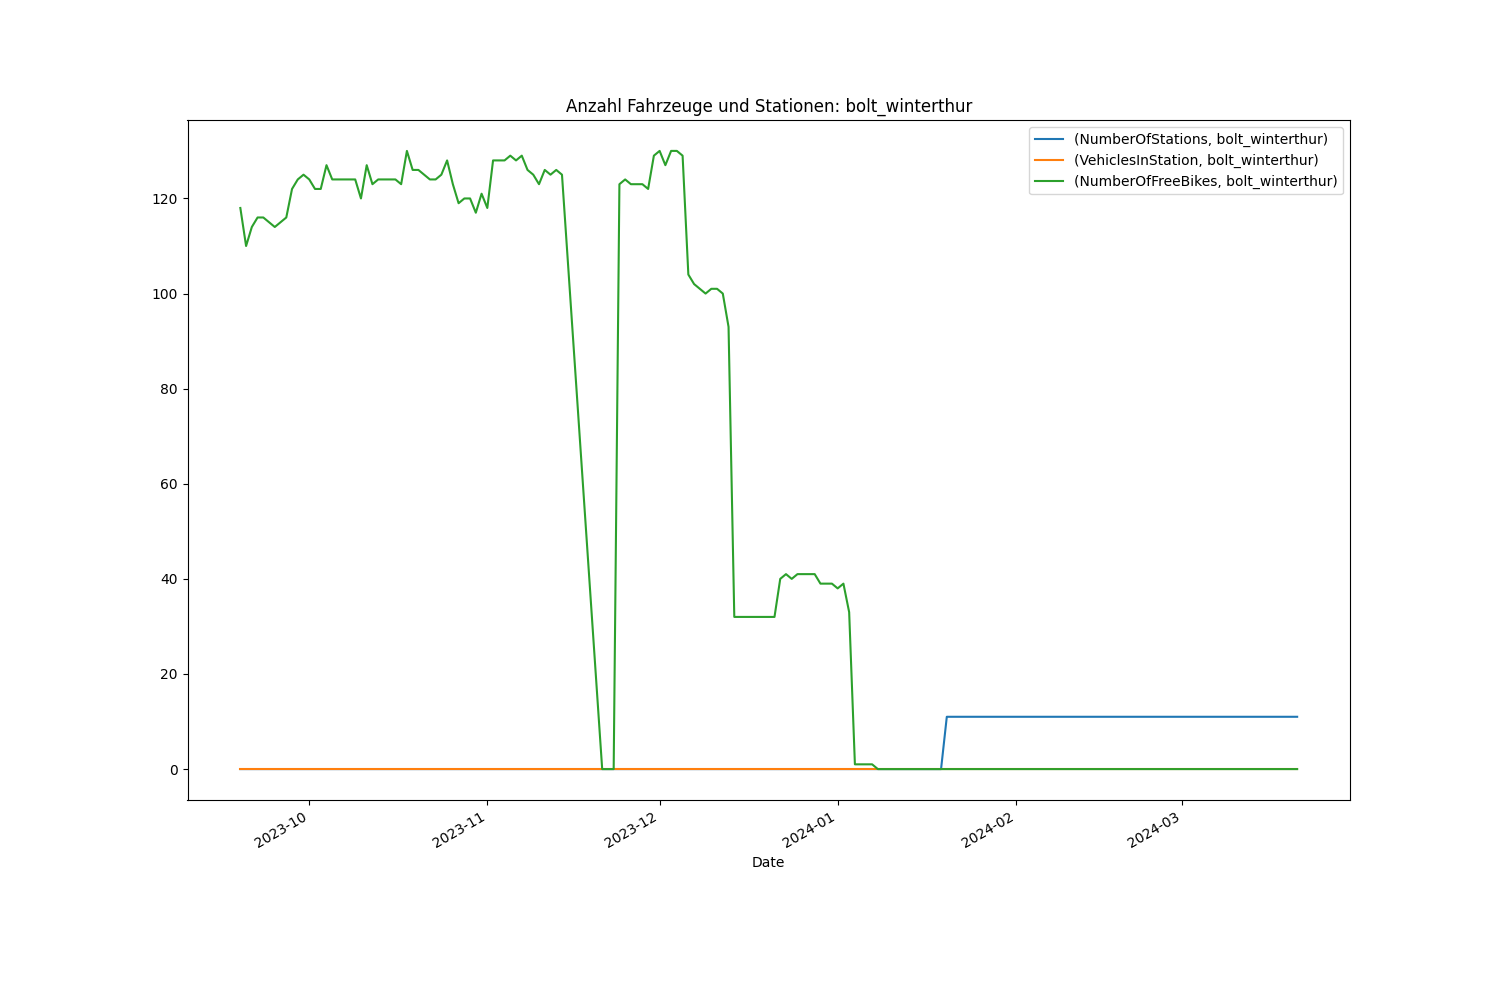 Anzahl Fahrzeuge und Stationen: bolt_winterthur
(NumberOfStations, bolt_winterthur)
(VehiclesInStation, bolt_winterthur)
(NumberOfFreeBikes, bolt_winterthur)
120
100
80
60
40
20
0
2023-10
2023-11
2023-12
2024-01
2024-02
2024-03
Date